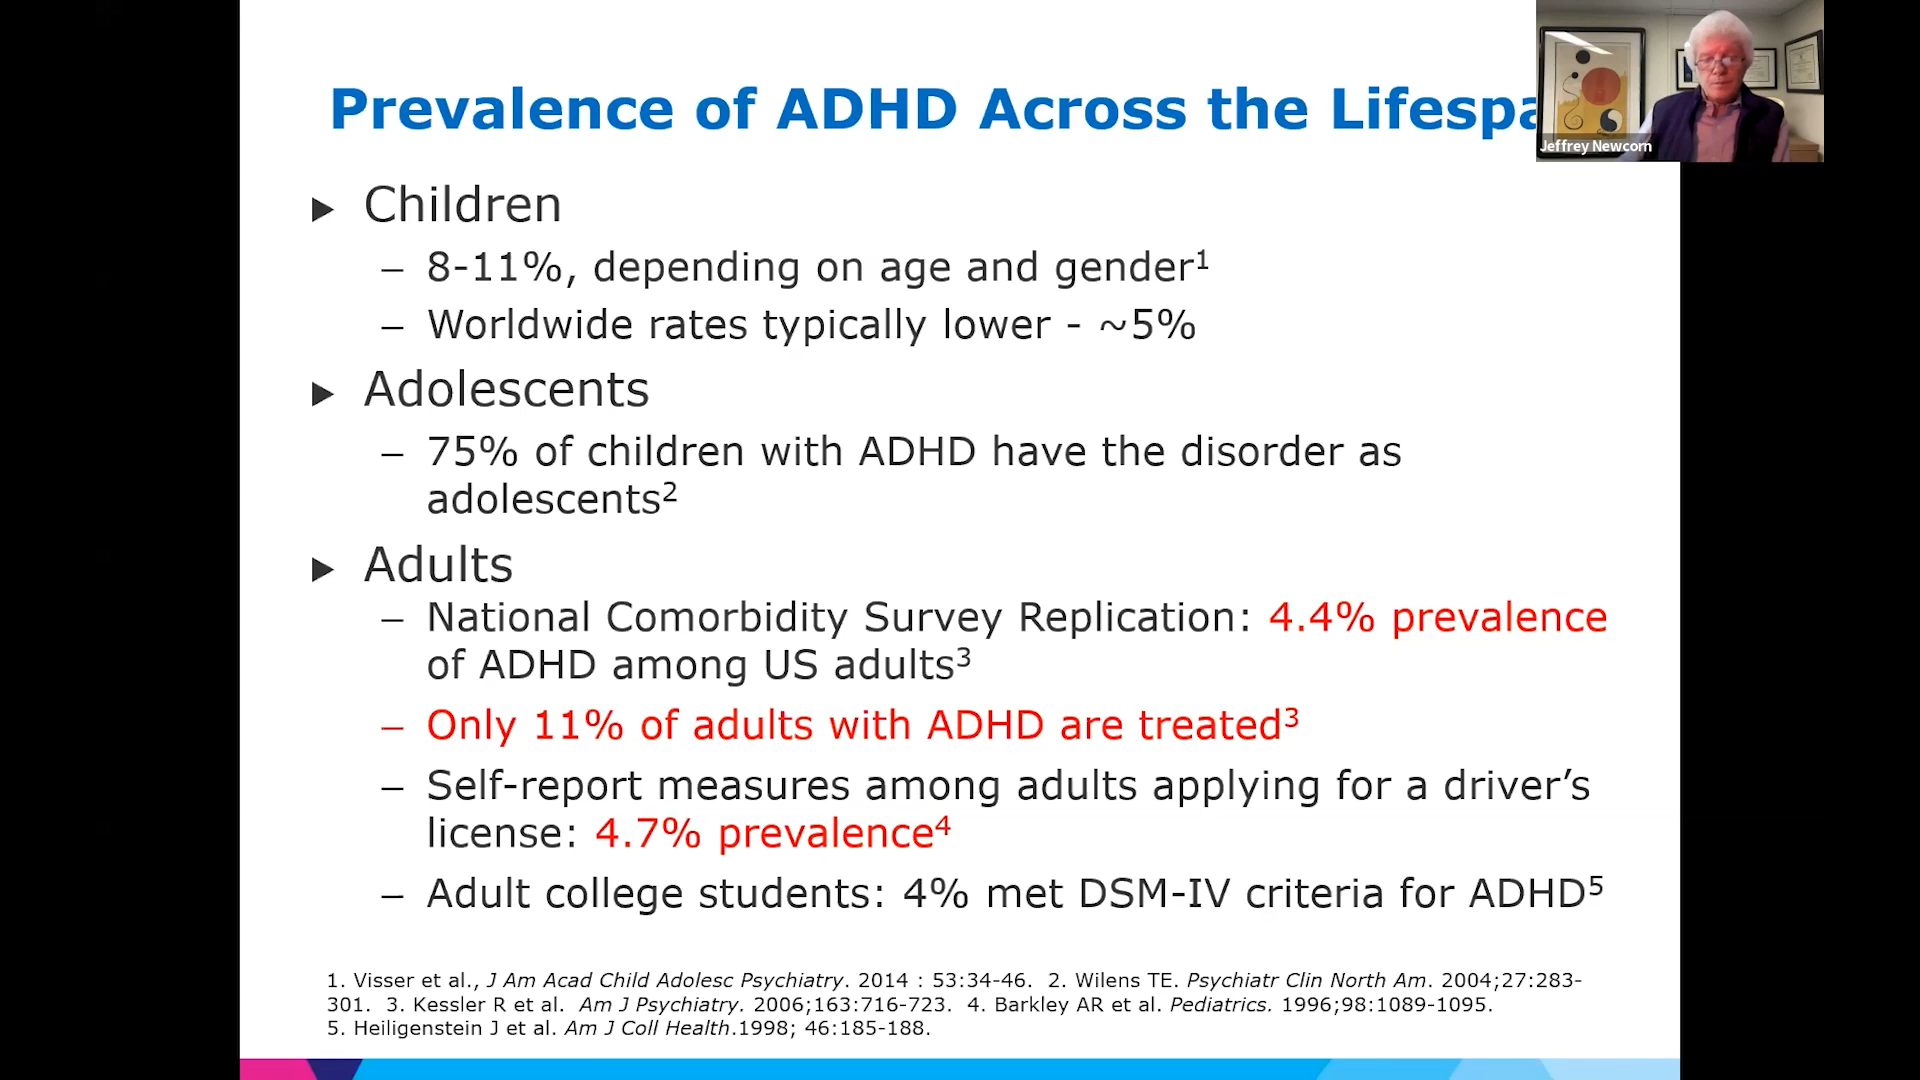 Prevalence of ADHD Across the Lifespa
Jeffrey Newcorn
▶ Children
– 8-11%, depending on age and gender¹
– Worldwide rates typically lower - ~5%
▶ Adolescents
– 75% of children with ADHD have the disorder as
adolescents²
▶ Adults
– National Comorbidity Survey Replication: 4.4% prevalence
of ADHD among US adults³
– Only 11% of adults with ADHD are treated³
– Self-report measures among adults applying for a driver’s
license: 4.7% prevalence⁴
– Adult college students: 4% met DSM-IV criteria for ADHD⁵
1. Visser et al., J Am Acad Child Adolesc Psychiatry. 2014 : 53:34-46. 2. Wilens TE. Psychiatr Clin North Am. 2004;27:283-
301. 3. Kessler R et al. Am J Psychiatry. 2006;163:716-723. 4. Barkley AR et al. Pediatrics. 1996;98:1089-1095.
5. Heiligenstein J et al. Am J Coll Health.1998; 46:185-188.